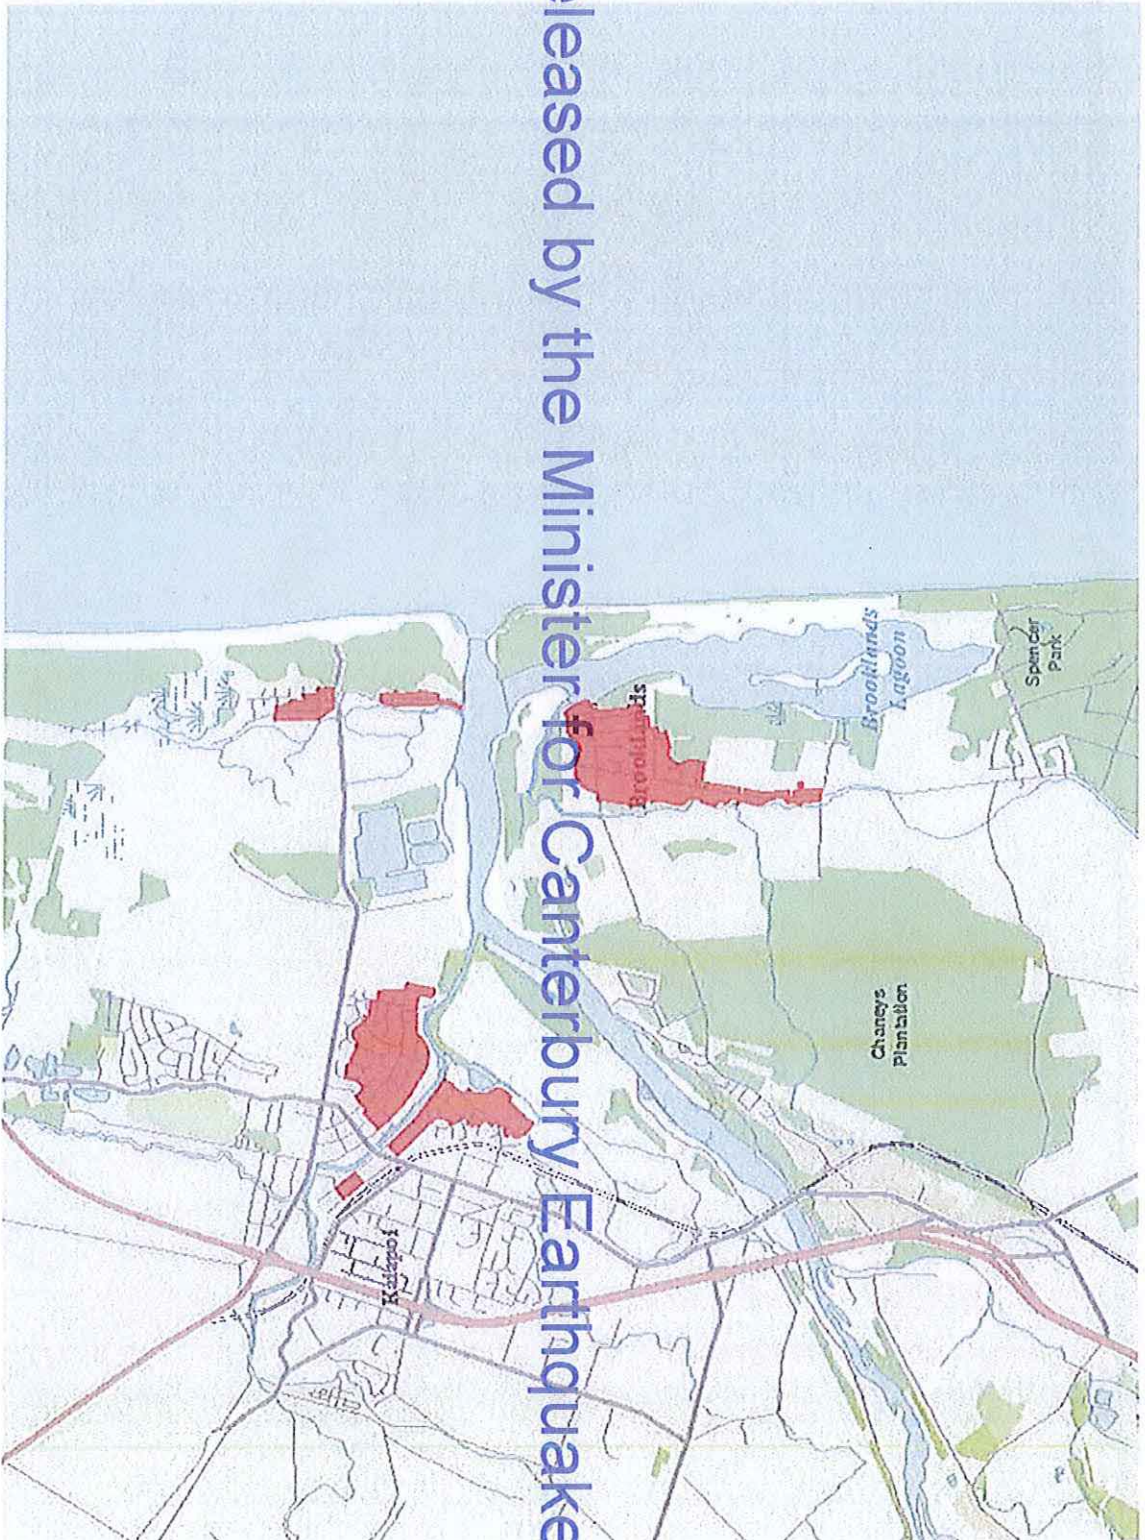 eleased by the Minister for Canterbury Earthquake
Spencer
Park
Brooklands
Lagoon
Brooklands
Chaneys
Plantation
Kaiapoi